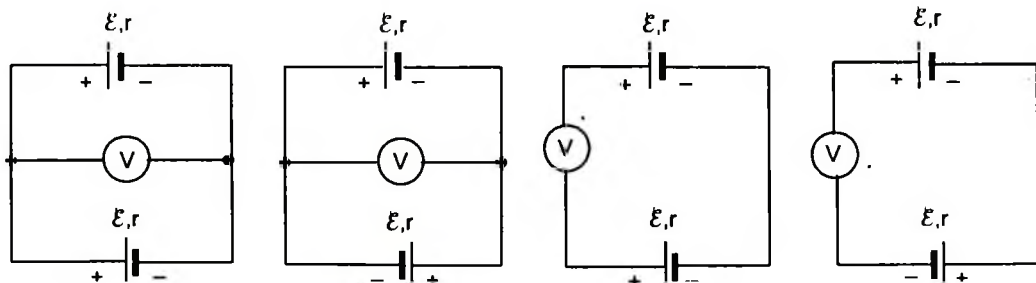 ℰ,r ℰ,r ℰ,r ℰ,r
+ − + − + − + −
V V V V
ℰ,r ℰ,r ℰ,r ℰ,r
+ − − + + − − +